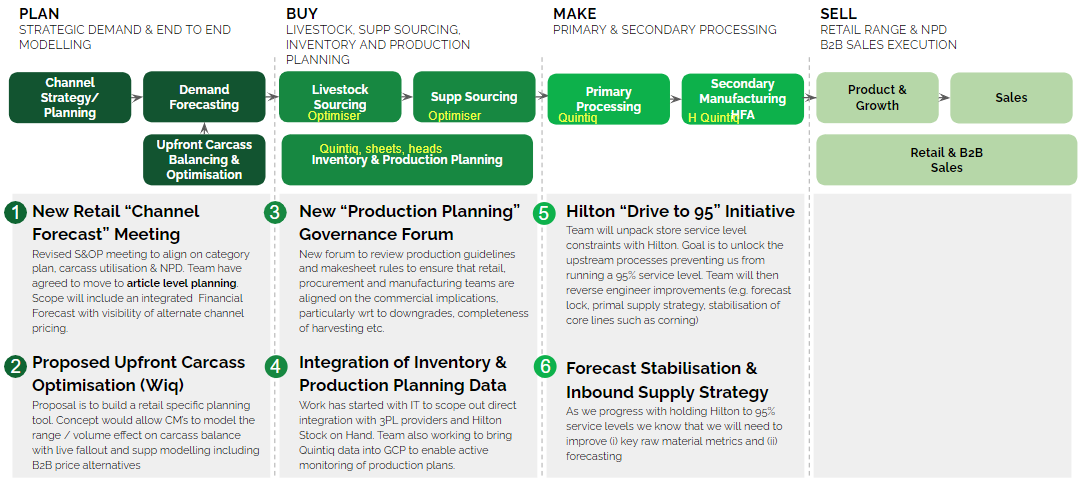 PLAN
STRATEGIC DEMAND & END TO END
MODELLING
BUY
LIVESTOCK, SUPP SOURCING,
INVENTORY AND PRODUCTION
PLANNING
MAKE
PRIMARY & SECONDARY PROCESSING
SELL
RETAIL RANGE & NPD
B2B SALES EXECUTION
Channel
Strategy/
Planning
Demand
Forecasting
Livestock
Sourcing
Optimiser
Supp Sourcing
Optimiser
Primary
Processing
Quintiq
Secondary
Manufacturing
HFA
H Quintiq
Product &
Growth
Sales
Upfront Carcass
Balancing &
Optimisation
Quintiq, sheets, heads
Inventory & Production Planning
Retail & B2B
Sales
1 New Retail “Channel
Forecast” Meeting
Revised S&OP meeting to align on category
plan, carcass utilisation & NPD. Team have
agreed to move to article level planning.
Scope will include an integrated Financial
Forecast with visibility of alternate channel
pricing.
2 Proposed Upfront Carcass
Optimisation (Wiq)
Proposal is to build a retail specific planning
tool. Concept would allow CM’s to model the
range / volume effect on carcass balance
with live fallout and supp modelling including
B2B price alternatives
3 New “Production Planning”
Governance Forum
New forum to review production guidelines
and makesheet rules to ensure that retail,
procurement and manufacturing teams are
aligned on the commercial implications,
particularly wrt to downgrades, completeness
of harvesting etc.
4 Integration of Inventory &
Production Planning Data
Work has started with IT to scope out direct
integration with 3PL providers and Hilton
Stock on Hand. Team also working to bring
Quintiq data into GCP to enable active
monitoring of production plans.
5 Hilton “Drive to 95” Initiative
Team will unpack store service level
constraints with Hilton. Goal is to unlock the
upstream processes preventing us from
running a 95% service level. Team will then
reverse engineer improvements (e.g. forecast
lock, primal supply strategy, stabilisation of
core lines such as corning)
6 Forecast Stabilisation &
Inbound Supply Strategy
As we progress with holding Hilton to 95%
service levels we know that we will need to
improve (i) key raw material metrics and (ii)
forecasting